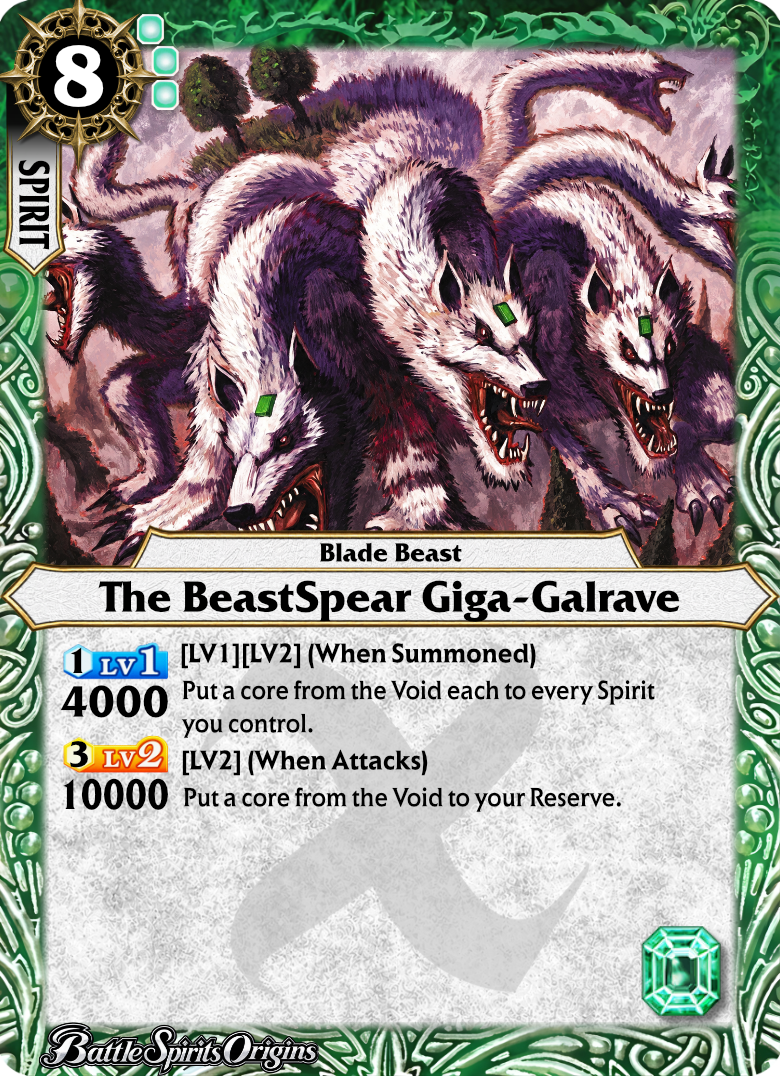 8
SPIRIT
Blade Beast
The BeastSpear Giga-Galrave
1 LV1
4000
[LV1][LV2] (When Summoned)
Put a core from the Void each to every Spirit
you control.
3 LV2
10000
[LV2] (When Attacks)
Put a core from the Void to your Reserve.
Battle Spirits Origins